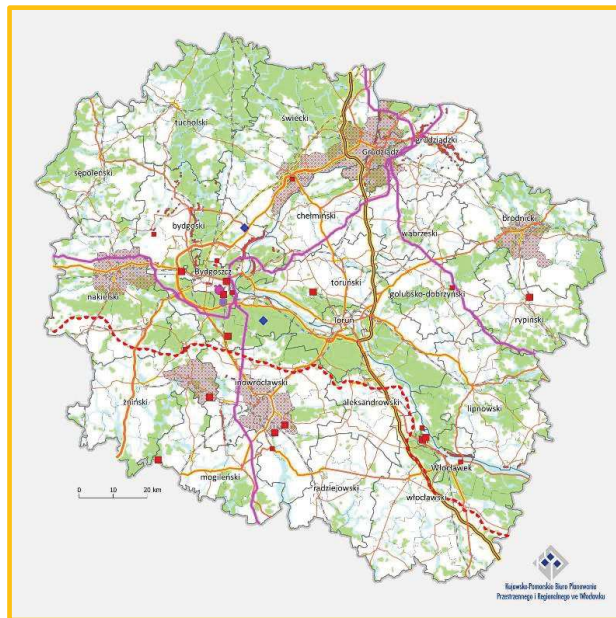 świecki
tucholski
Grudziądz
grudziądzki
sępoleński
chełmiński
brodnicki
bydgoski
wąbrzeski
Bydgoszcz
toruński
golubsko-dobrzyński
nakielski
rypiński
Toruń
inowrocławski
żniński
aleksandrowski
lipnowski
Włocławek
mogileński
radziejowski
włocławski
0 10 20 km
Kujawsko-Pomorskie Biuro Planowania
Przestrzennego i Regionalnego we Włocławku